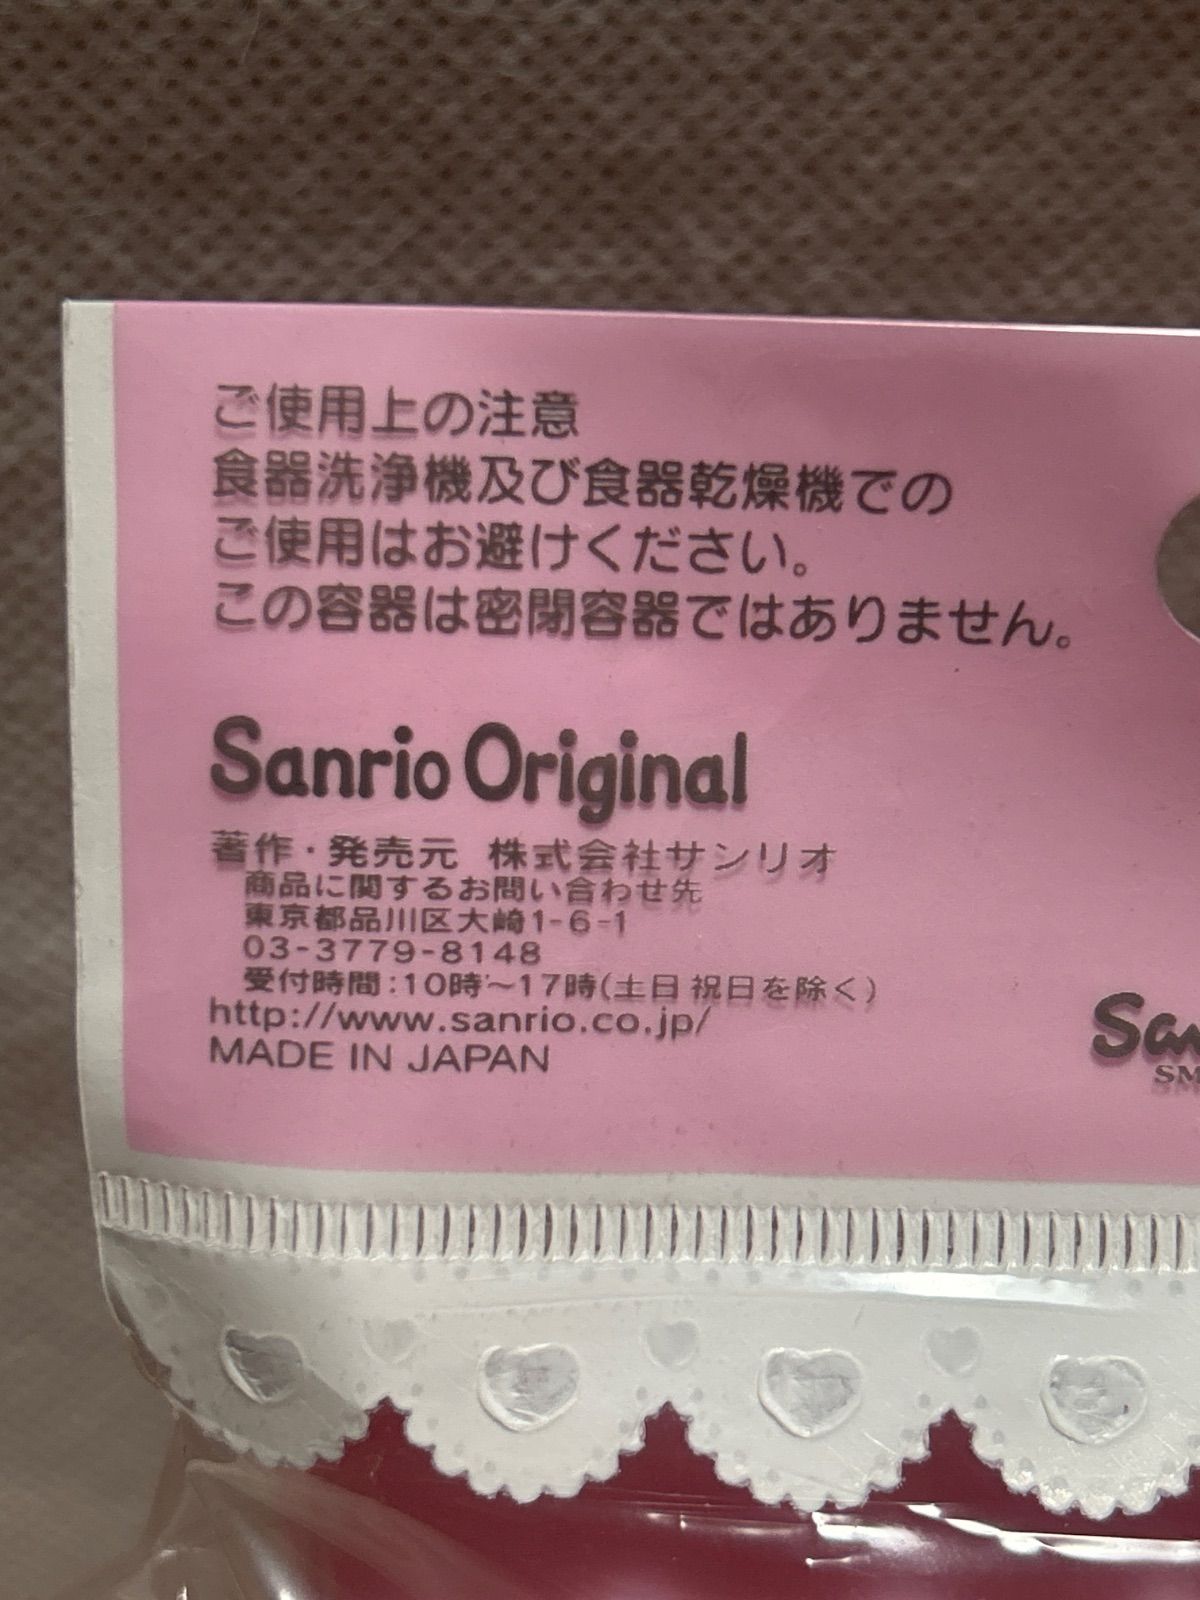 ご使用上の注意
食器洗浄機及び食器乾燥機での
ご使用はお避けください。
この容器は密閉容器ではありません。
Sanrio Original
著作・発売元 株式会社サンリオ
商品に関するお問い合わせ先
東京都品川区大崎1-6-1
03-3779-8148
受付時間:10時~17時(土日祝日を除く)
http://www.sanrio.co.jp/
MADE IN JAPAN